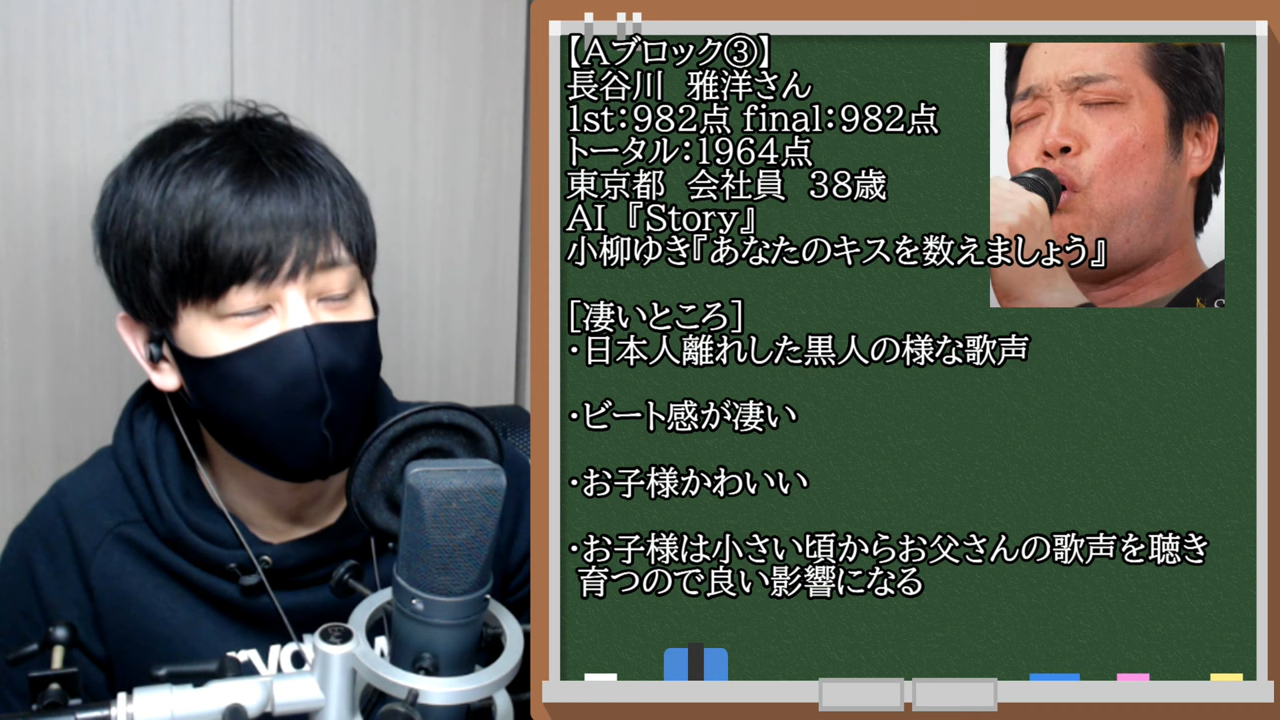 【Aブロック③】
長谷川　雅洋さん
1st：982点 final：982点
トータル：1964点
東京都　会社員　38歳
AI『Story』
小柳ゆき『あなたのキスを数えましょう』
［凄いところ］
・日本人離れした黒人の様な歌声
・ビート感が凄い
・お子様かわいい
・お子様は小さい頃からお父さんの歌声を聴き
育つので良い影響になる